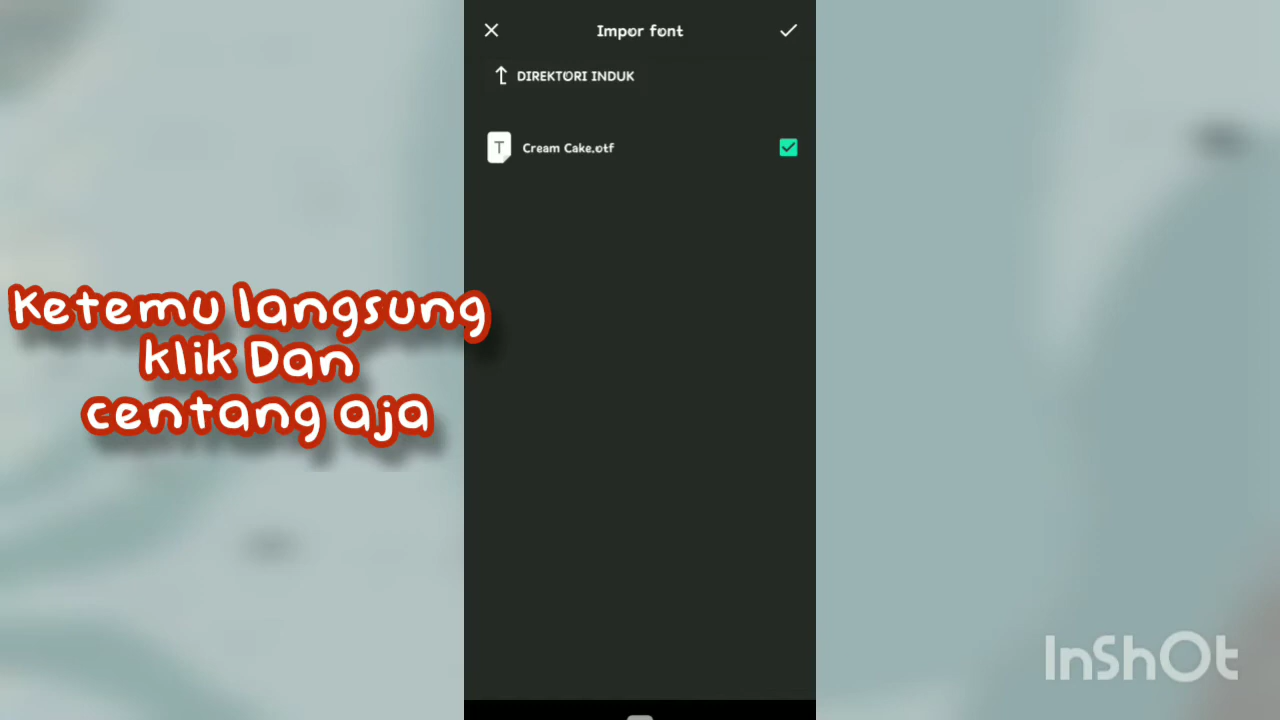 Impor font
DIREKTORI INDUK
T
Cream Cake.otf
Ketemu langsung
klik Dan
centang aja
InShOt